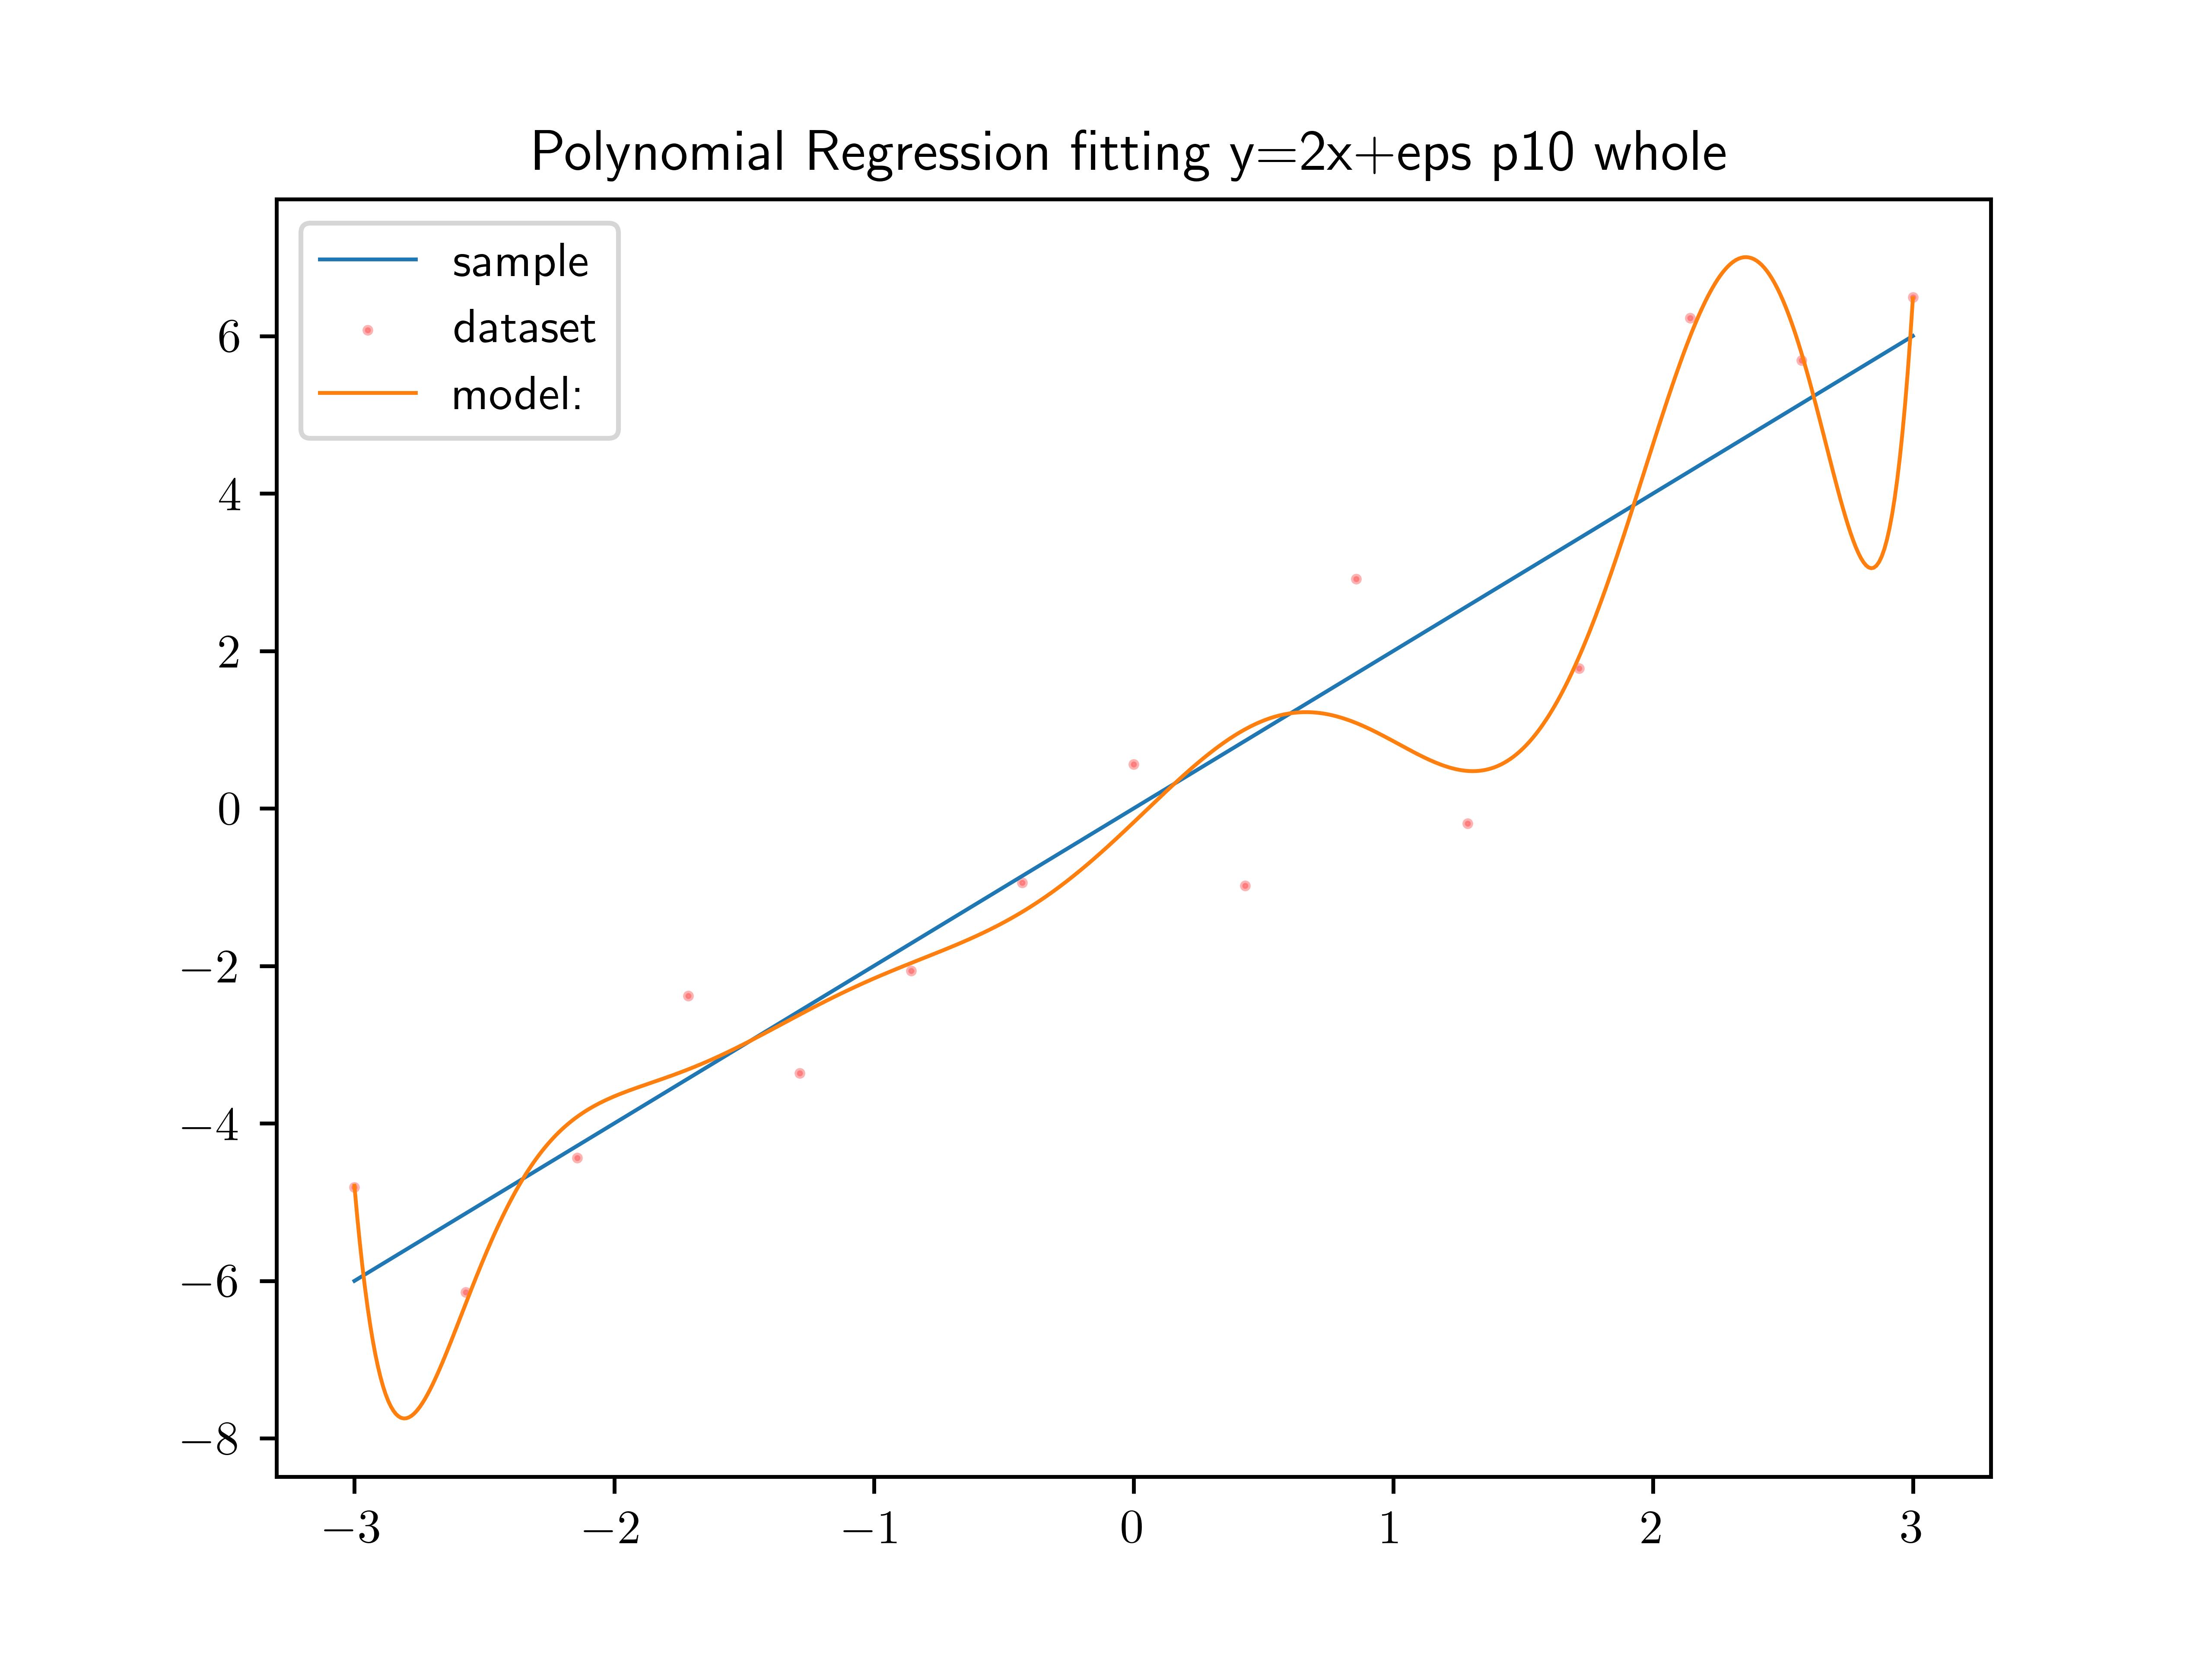 Polynomial Regression fitting y=2x+eps p10 whole
sample
dataset
model:
6
4
2
0
−2
−4
−6
−8
−3 −2 −1 0 1 2 3